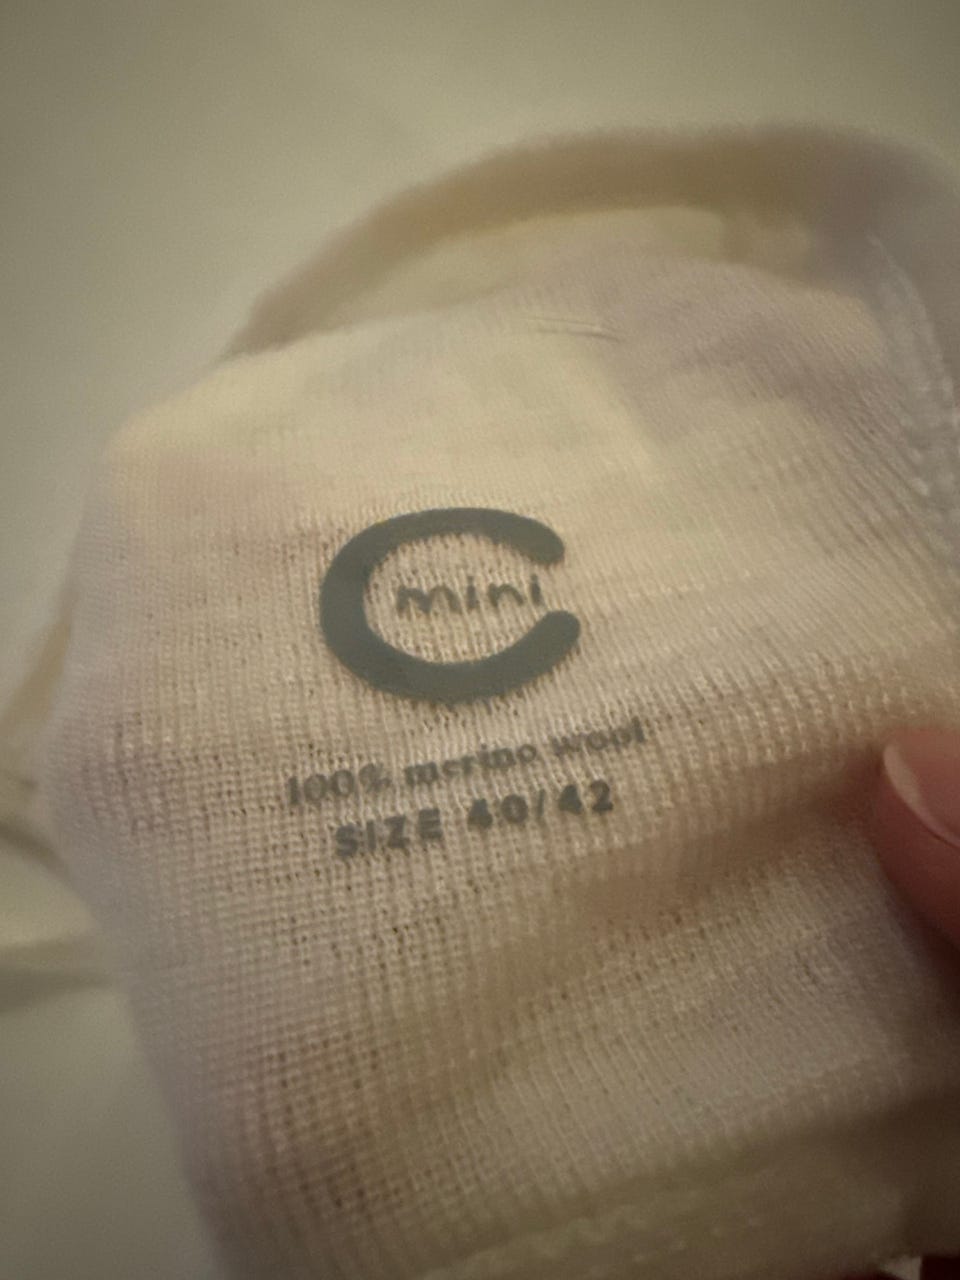 C
mini
100% merino wool
SIZE 40/42